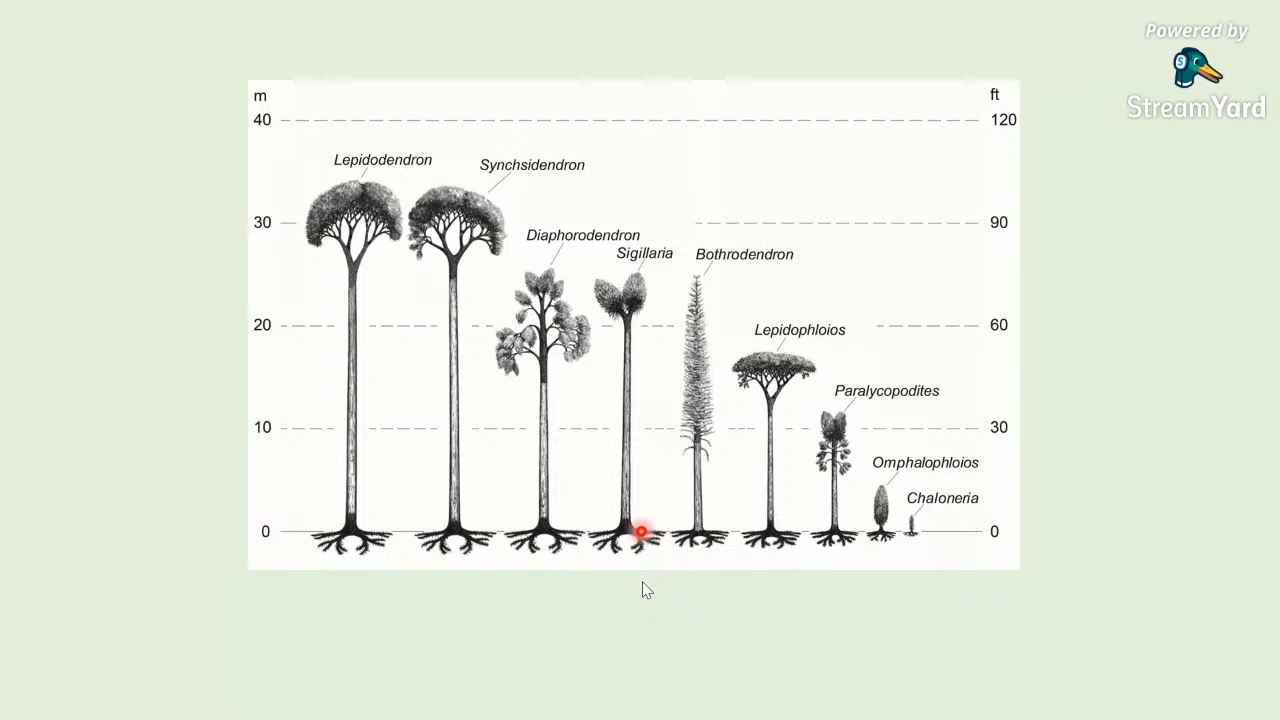 Powered by
StreamYard
m
ft
40
120
Lepidodendron
Synchsidendron
30
90
Diaphorodendron
Sigillaria
Bothrodendron
20
60
Lepidophloios
Paralycopodites
10
30
Omphalophloios
Chaloneria
0
0